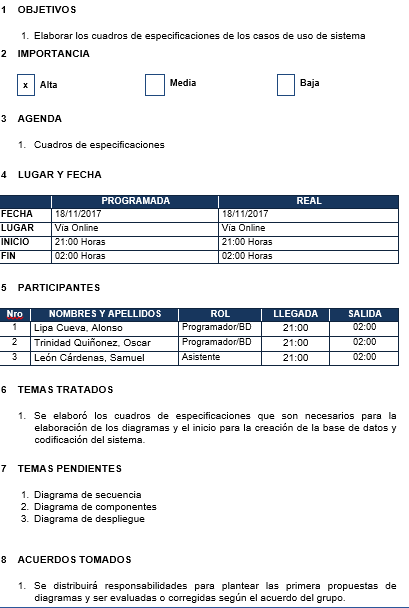 1 OBJETIVOS
1. Elaborar los cuadros de especificaciones de los casos de uso de sistema
2 IMPORTANCIA
x Alta Media Baja
3 AGENDA
1. Cuadros de especificaciones
4 LUGAR Y FECHA
PROGRAMADA REAL
FECHA 18/11/2017 18/11/2017
LUGAR Vía Online Vía Online
INICIO 21:00 Horas 21:00 Horas
FIN 02:00 Horas 02:00 Horas
5 PARTICIPANTES
Nro NOMBRES Y APELLIDOS ROL LLEGADA SALIDA
1 Lipa Cueva, Alonso Programador/BD 21:00 02:00
2 Trinidad Quiñonez, Oscar Programador/BD 21:00 02:00
3 León Cárdenas, Samuel Asistente 21:00 02:00
6 TEMAS TRATADOS
1. Se elaboró los cuadros de especificaciones que son necesarios para la
elaboración de los diagramas y el inicio para la creación de la base de datos y
codificación del sistema.
7 TEMAS PENDIENTES
1. Diagrama de secuencia
2. Diagrama de componentes
3. Diagrama de despliegue
8 ACUERDOS TOMADOS
1. Se distribuirá responsabilidades para plantear las primera propuestas de
diagramas y ser evaluadas o corregidas según el acuerdo del grupo.